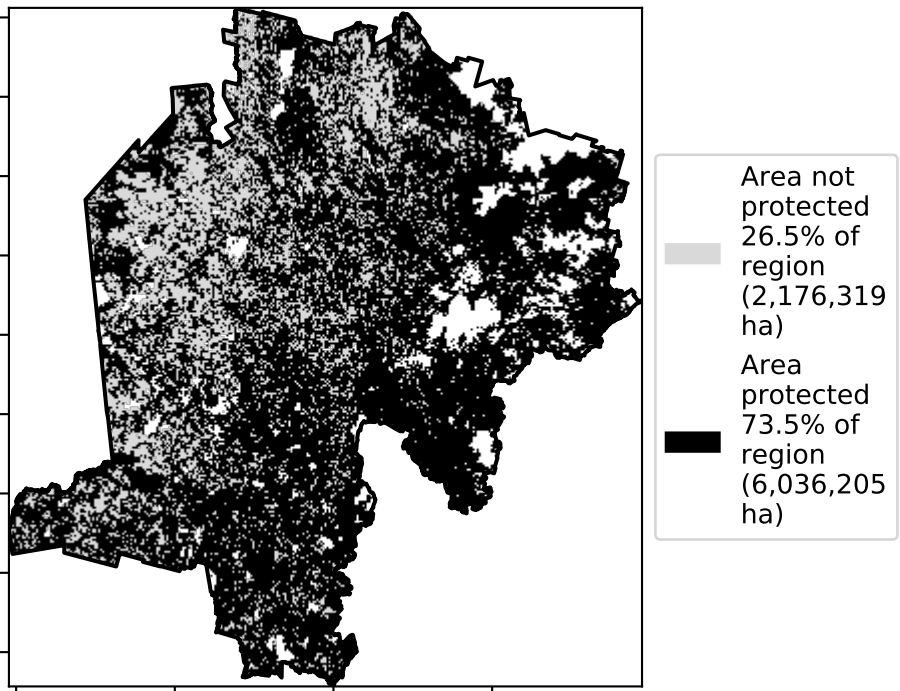 Area not
protected
26.5% of
region
(2,176,319
ha)
Area
protected
73.5% of
region
(6,036,205
ha)